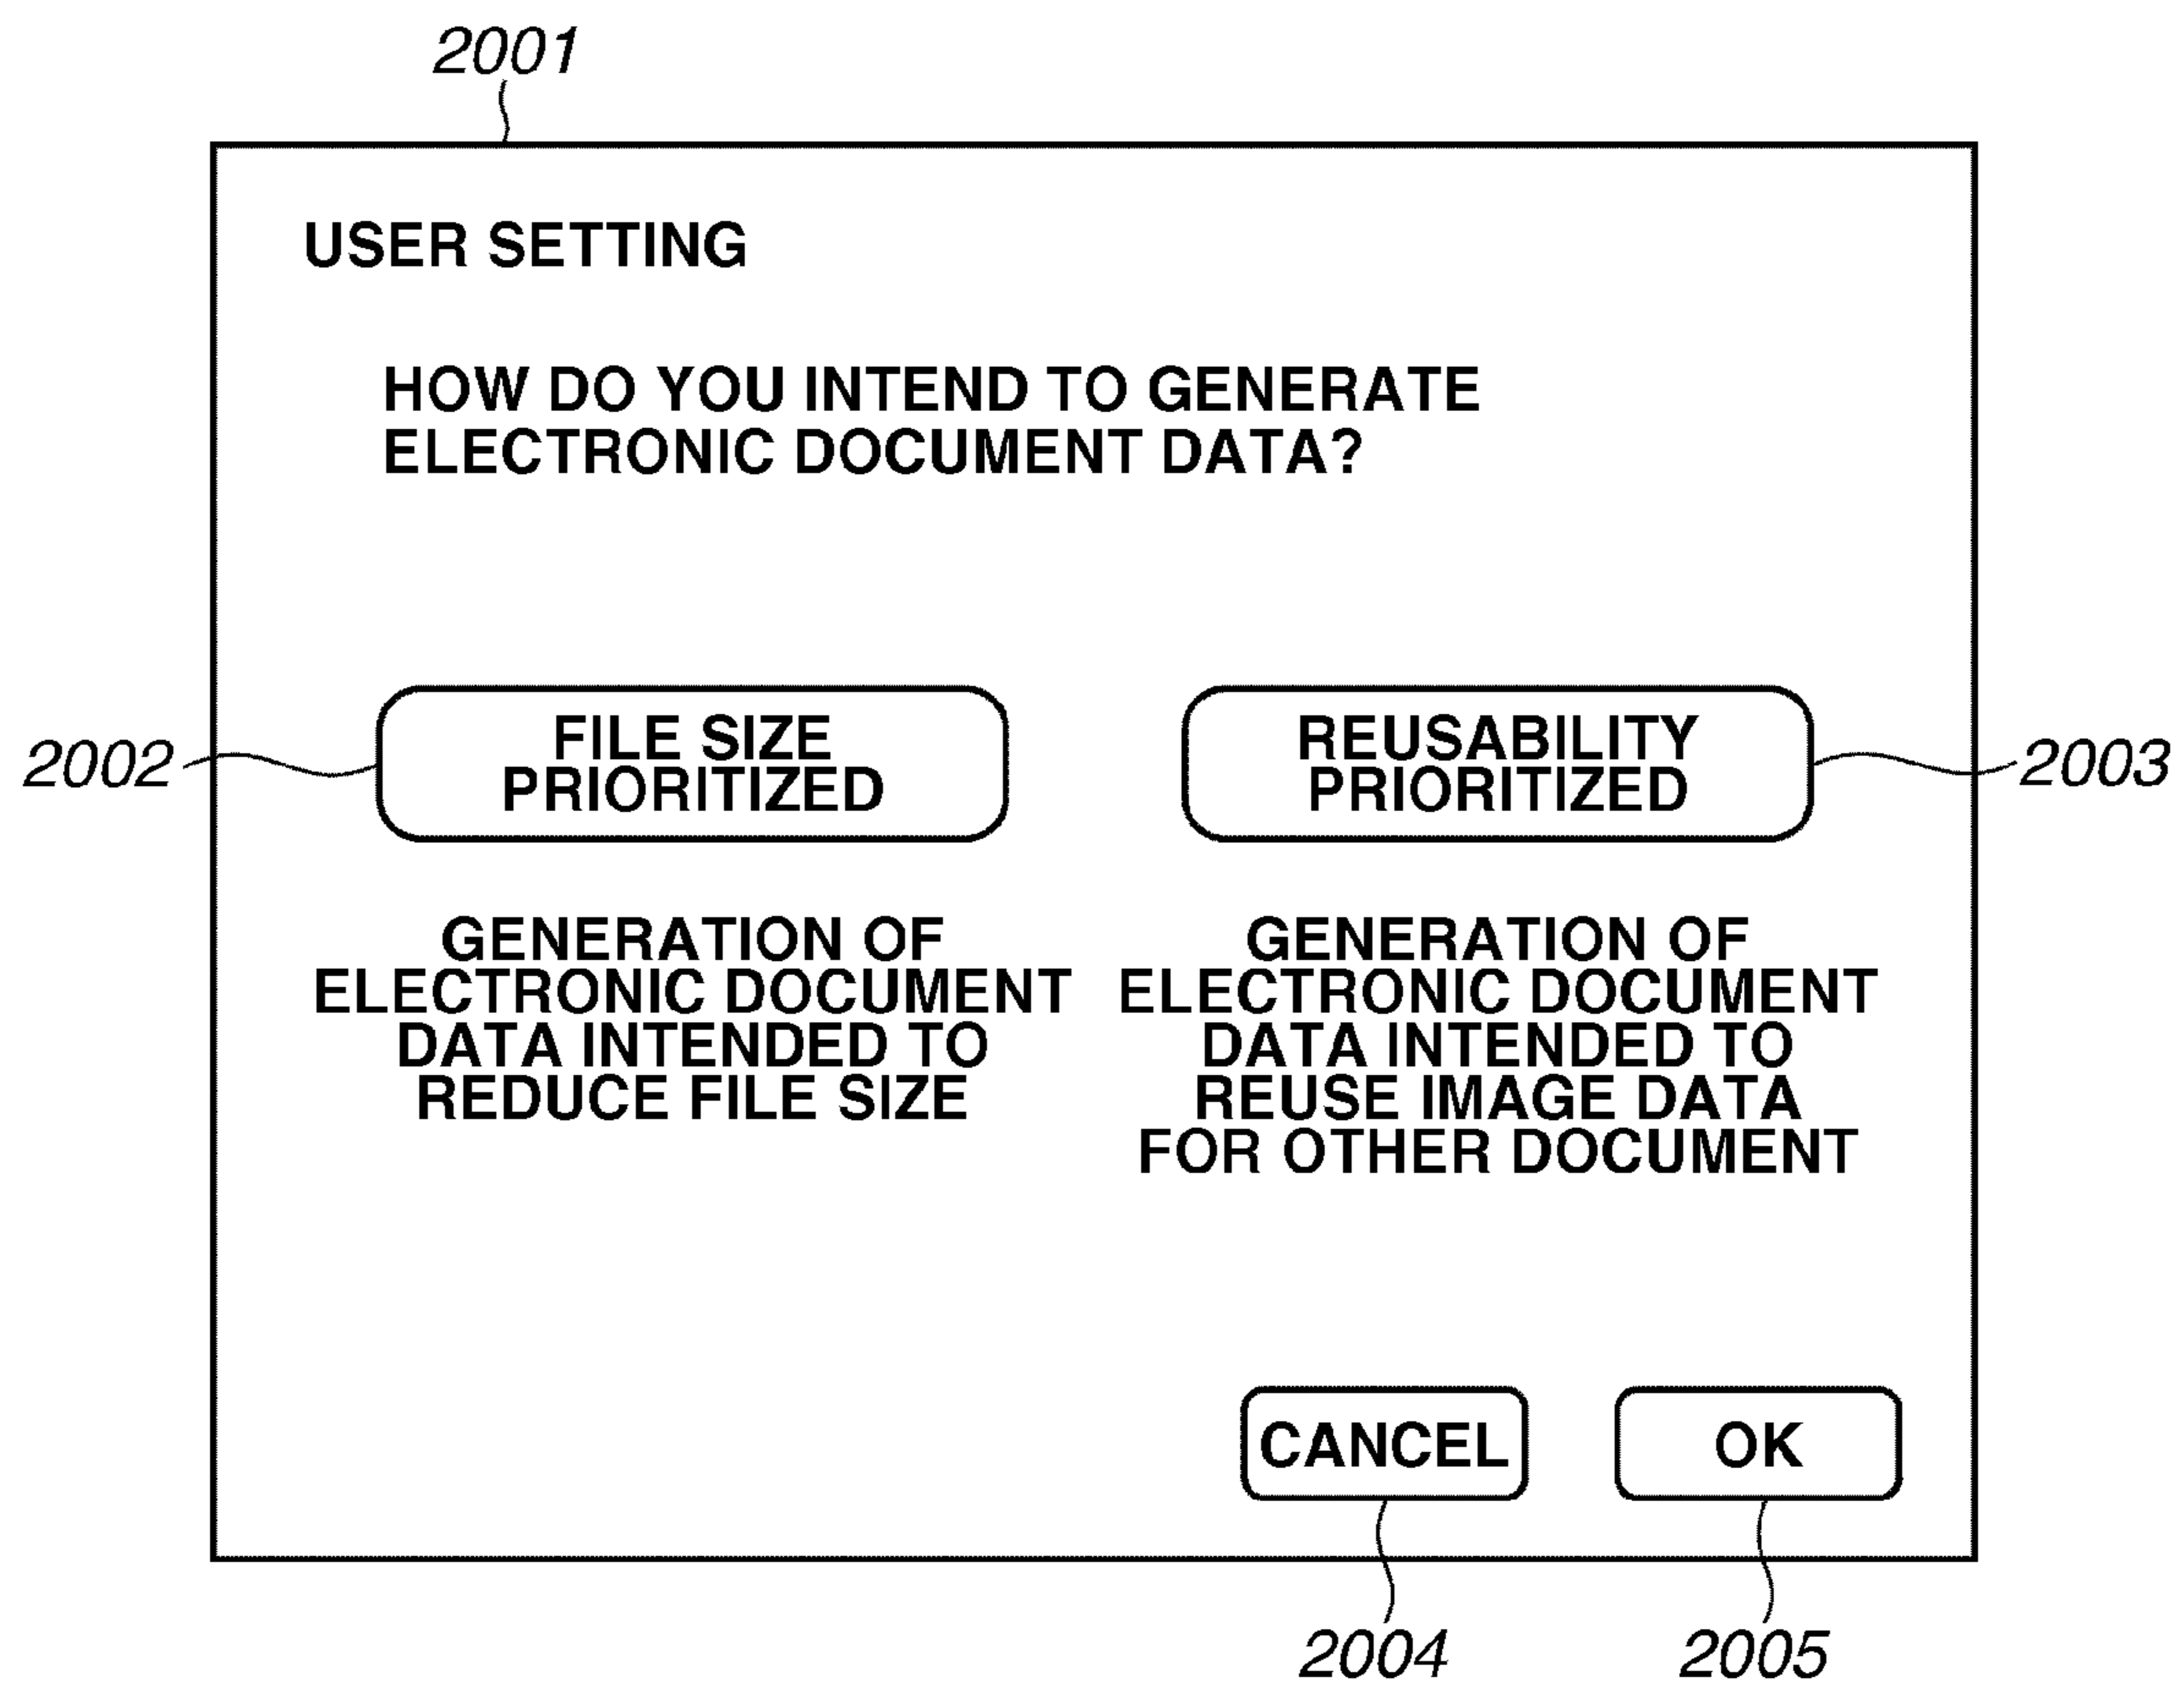 2001
USER SETTING
HOW DO YOU INTEND TO GENERATE
ELECTRONIC DOCUMENT DATA?
2002
FILE SIZE
PRIORITIZED
REUSABILITY
PRIORITIZED
2003
GENERATION OF
ELECTRONIC DOCUMENT
DATA INTENDED TO
REDUCE FILE SIZE
GENERATION OF
ELECTRONIC DOCUMENT
DATA INTENDED TO
REUSE IMAGE DATA
FOR OTHER DOCUMENT
CANCEL
OK
2004
2005